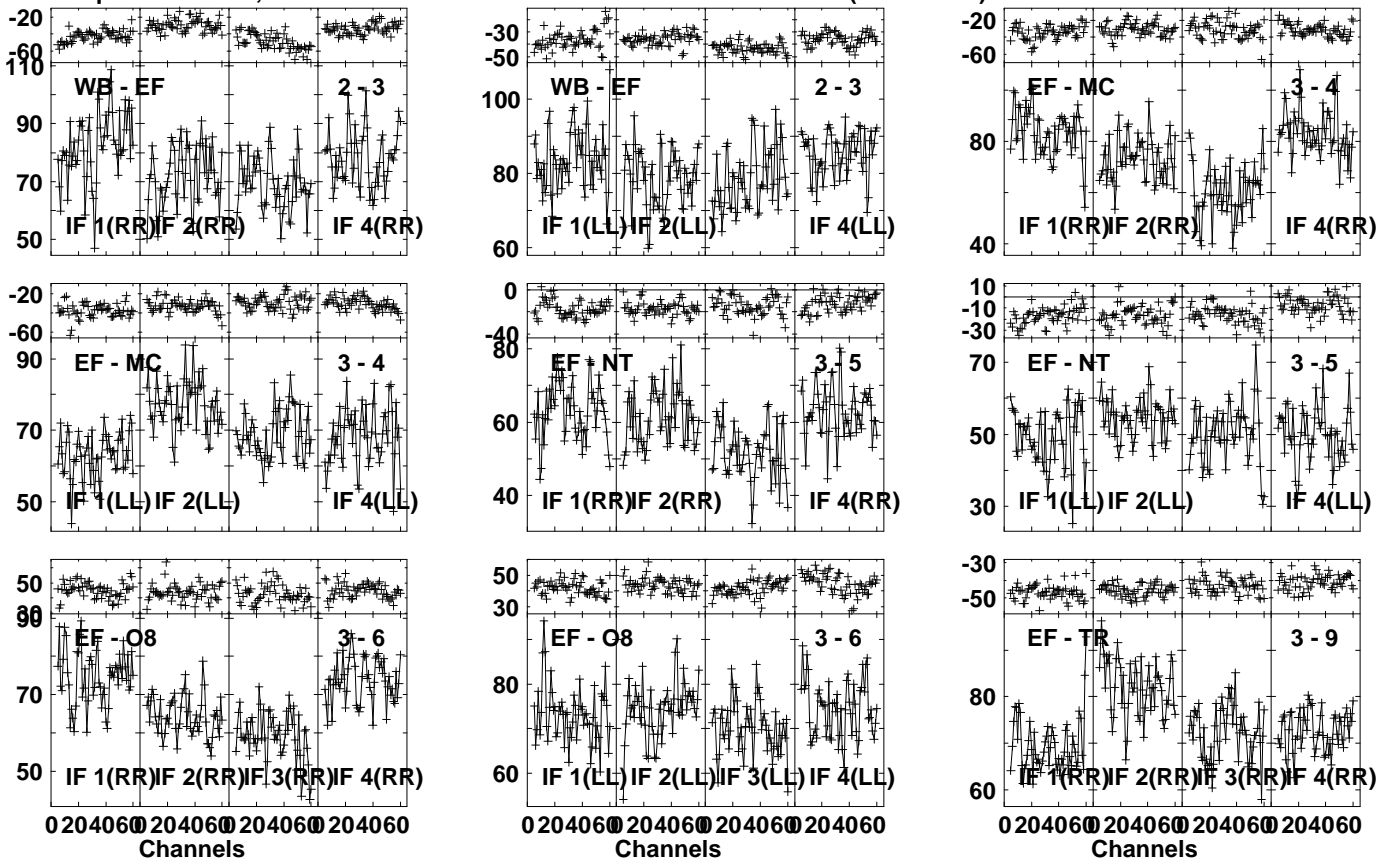 -20
-60
110
90
70
50
WB - EF 2 - 3
IF 1(RR) IF 2(RR) IF 4(RR)
-30
-50
100
80
60
WB - EF 2 - 3
IF 1(LL) IF 2(LL) IF 4(LL)
-20
-60
80
40
EF - MC 3 - 4
IF 1(RR) IF 2(RR) IF 4(RR)
-20
-60
90
70
50
EF - MC 3 - 4
IF 1(LL) IF 2(LL) IF 4(LL)
0
-40
80
60
40
EF - NT 3 - 5
IF 1(RR) IF 2(RR) IF 4(RR)
10
-10
-30
70
50
30
EF - NT 3 - 5
IF 1(LL) IF 2(LL) IF 4(LL)
50
30
90
70
50
EF - O8 3 - 6
IF 1(RR) IF 2(RR) IF 3(RR) IF 4(RR)
0 20 40 60 0 20 40 60 0 20 40 60 0 20 40 60
Channels
50
30
80
60
EF - O8 3 - 6
IF 1(LL) IF 2(LL) IF 3(LL) IF 4(LL)
0 20 40 60 0 20 40 60 0 20 40 60 0 20 40 60
Channels
-30
-50
80
60
EF - TR 3 - 9
IF 1(RR) IF 2(RR) IF 3(RR) IF 4(RR)
0 20 40 60 0 20 40 60 0 20 40 60 0 20 40 60
Channels